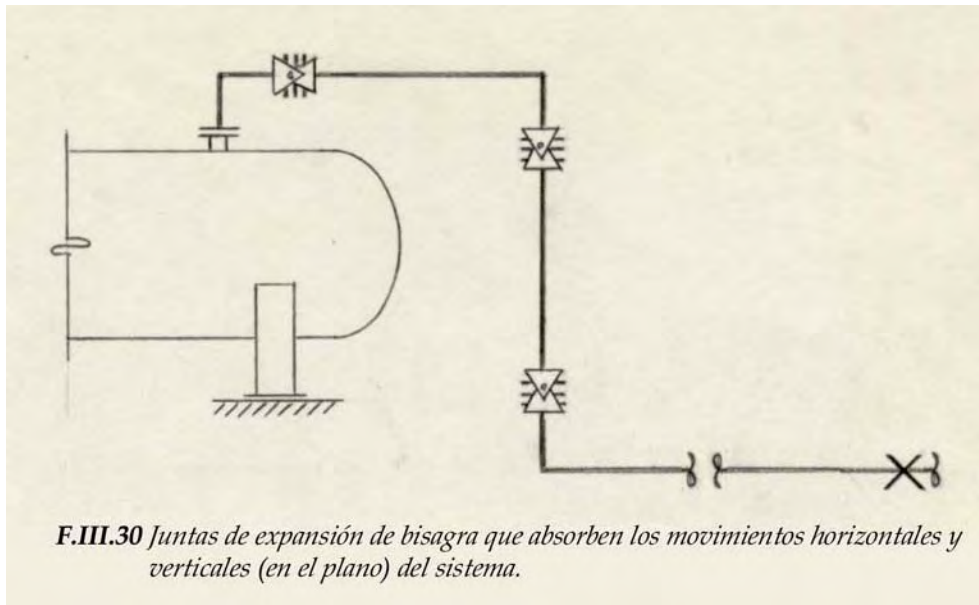 F.III.30 Juntas de expansión de bisagra que absorben los movimientos horizontales y
verticales (en el plano) del sistema.